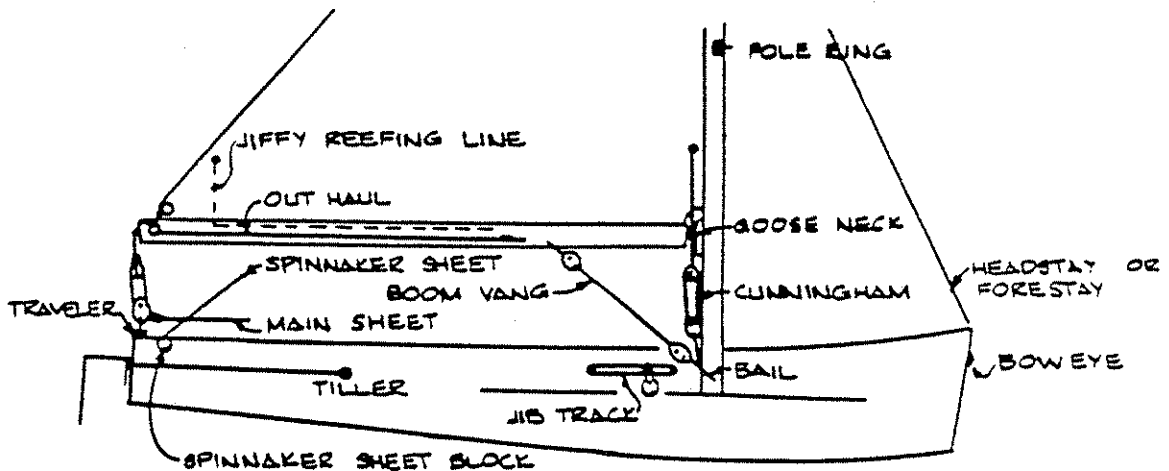 POLE RING
JIFFY REEFING LINE
OUT HAUL
GOOSE NECK
SPINNAKER SHEET
HEADSTAY OR
FORESTAY
BOOM VANG
CUNNINGHAM
TRAVELER
MAIN SHEET
BAIL
BOW EYE
TILLER
JIB TRACK
SPINNAKER SHEET BLOCK